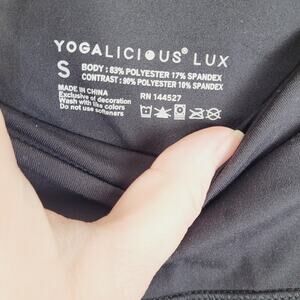 YOGALICIOUS® LUX
S
BODY : 83% POLYESTER 17% SPANDEX
CONTRAST: 90% POLYESTER 10% SPANDEX
MADE IN CHINA
Exclusive of decoration
Wash with like colors
Do not use softeners
RN 144527